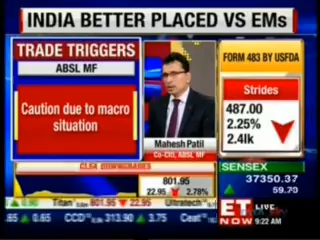 INDIA BETTER PLACED VS EMs
TRADE TRIGGERS
ABSL MF
Caution due to macro
situation
Mahesh Patil
Co-CIO, ABSL MF
FORM 483 BY USFDA
Strides
487.00
2.25%
2.4lk
801.95
22.95 2.78%
SENSEX
37350.37
59.70
Titan 801.95 22.95 Ultratech
0.65 CCD 313.90 3.75 Ceat
ET
NOW
LIVE
9:22 AM